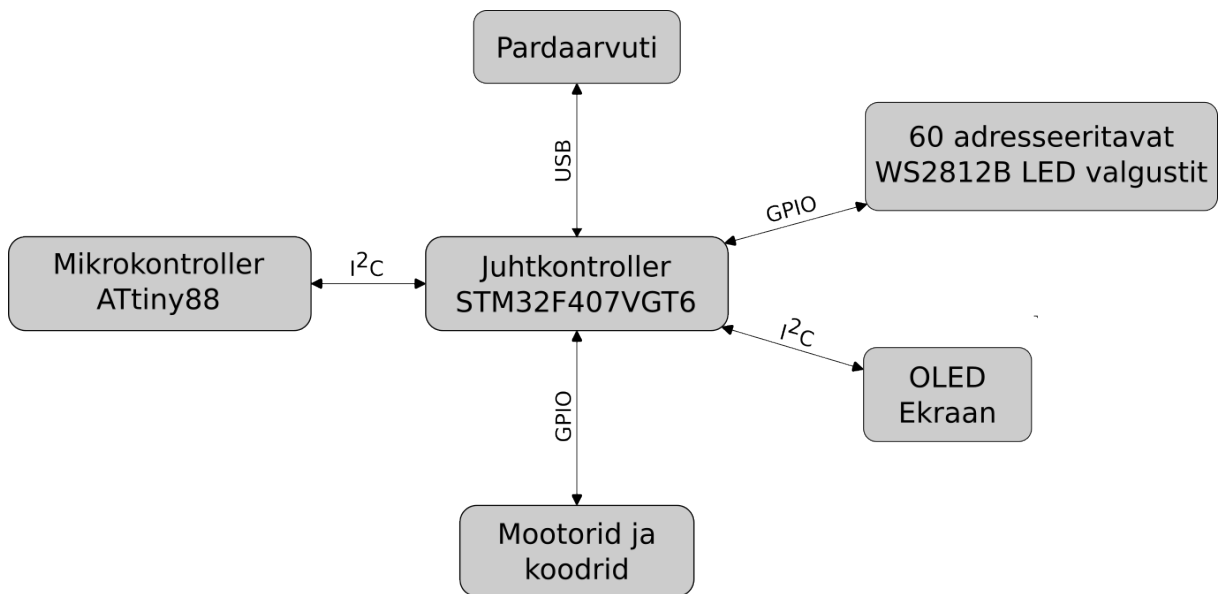 Pardaarvuti
USB
60 adresseeritavat
WS2812B LED valgustit
GPIO
Mikrokontroller
ATtiny88
I²C
Juhtkontroller
STM32F407VGT6
I²C
OLED
Ekraan
GPIO
Mootorid ja
koodrid